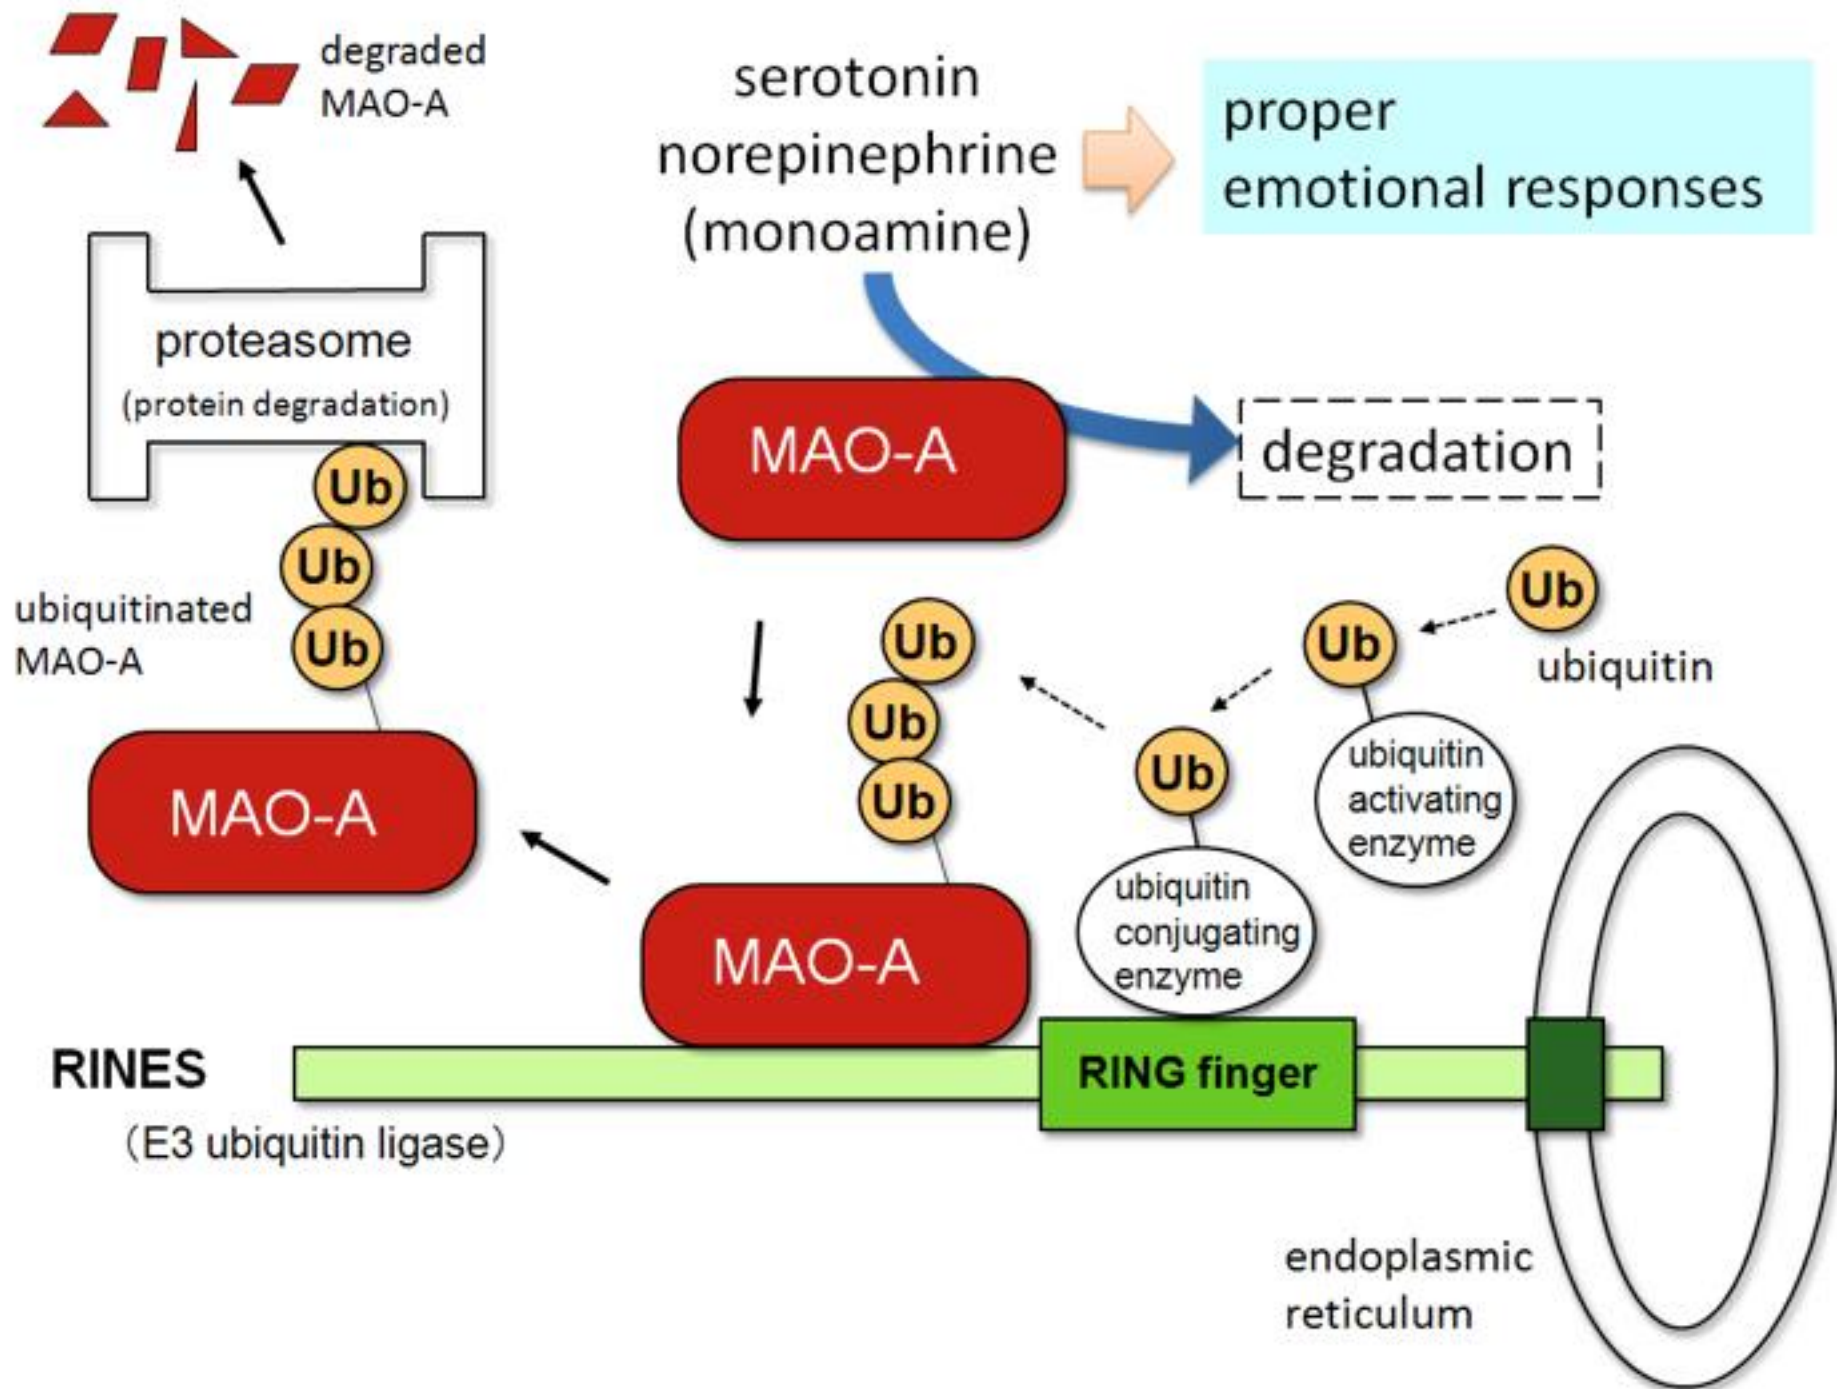 degraded
MAO-A
serotonin
norepinephrine
(monoamine)
proper
emotional responses
proteasome
(protein degradation)
MAO-A
degradation
Ub
Ub
Ub
ubiquitinated
MAO-A
MAO-A
Ub
Ub
Ub
MAO-A
Ub
ubiquitin
conjugating
enzyme
Ub
ubiquitin
activating
enzyme
Ub
ubiquitin
RINES
(E3 ubiquitin ligase)
RING finger
endoplasmic
reticulum